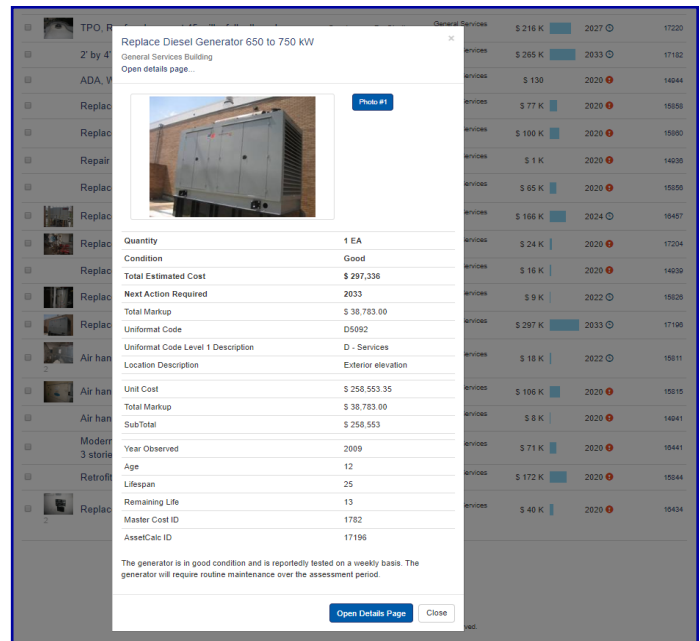 TPO, R
General Services
$ 216 K 2027 17220
Replace Diesel Generator 650 to 750 kW ×
General Services Building
Open details page...
2' by 4'
$ 265 K 2033 17182
ADA, W
$ 130 2020 14944
Photo #1
Replac
$ 77 K 2020 15858
Replac
$ 100 K 2020 15860
Repair
$ 1 K 2020 14936
Replac
$ 65 K 2020 15856
Replac
$ 166 K 2024 16457
Quantity 1 EA
Replac
$ 24 K 2020 17204
Condition Good
Total Estimated Cost $ 297,336
Replac
$ 16 K 2020 14939
Next Action Required 2033
Total Markup $ 38,783.00
Replac
$ 9 K 2022 15826
Uniformat Code D5092
Replac
$ 297 K 2033 17196
Uniformat Code Level 1 Description D - Services
Location Description Exterior elevation
2
Air han
$ 18 K 2022 15811
Unit Cost $ 258,553.35
Air han
$ 106 K 2020 15815
Total Markup $ 38,783.00
SubTotal $ 258,553
Air han
$ 8 K 2020 14941
Year Observed 2009
Modern
3 storie
$ 71 K 2020 16441
Age 12
Lifespan 25
Retrofit
$ 172 K 2020 15844
Remaining Life 13
Master Cost ID 1782
Replac
2
$ 40 K 2020 16434
AssetCalc ID 17196
The generator is in good condition and is reportedly tested on a weekly basis. The
generator will require routine maintenance over the assessment period.
Open Details Page Close
ved.